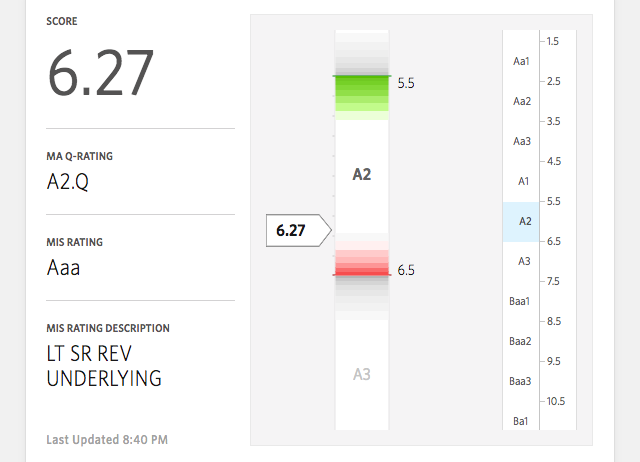 SCORE
6.27
MA Q-RATING
A2.Q
MIS RATING
Aaa
MIS RATING DESCRIPTION
LT SR REV
UNDERLYING
Last Updated 8:40 PM
5.5
A2
6.27
6.5
A3
1.5
Aa1
2.5
Aa2
3.5
Aa3
4.5
A1
5.5
A2
6.5
A3
7.5
Baa1
8.5
Baa2
9.5
Baa3
10.5
Ba1